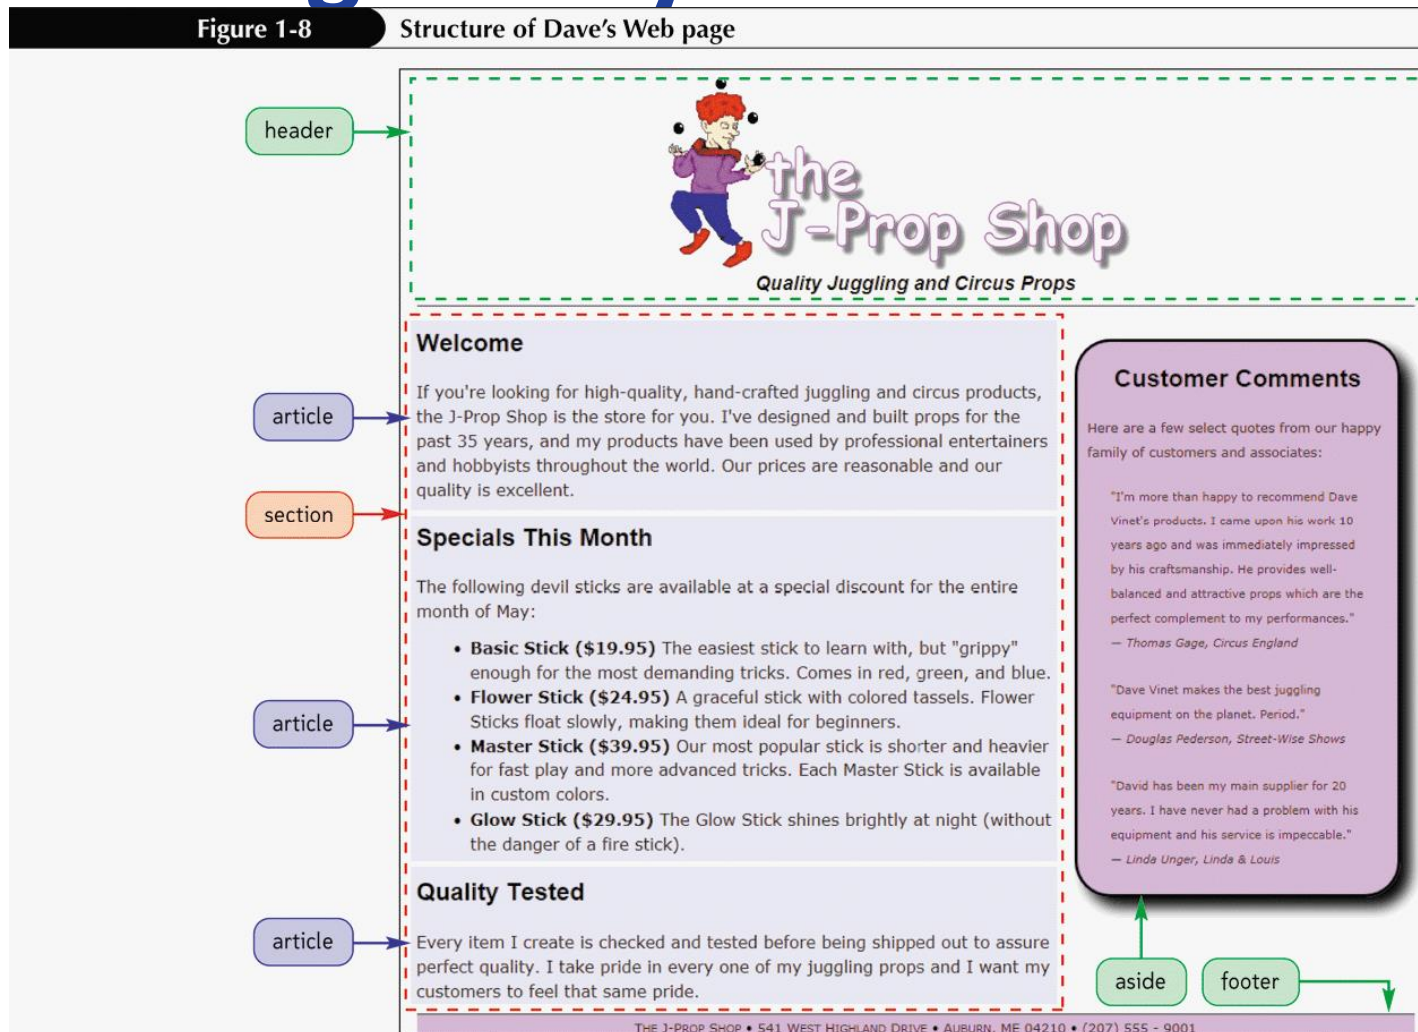 Figure 1-8
Structure of Dave's Web page
header
the
J-Prop Shop
Quality Juggling and Circus Props
article
section
article
article
Welcome
If you're looking for high-quality, hand-crafted juggling and circus products,
the J-Prop Shop is the store for you. I've designed and built props for the
past 35 years, and my products have been used by professional entertainers
and hobbyists throughout the world. Our prices are reasonable and our
quality is excellent.
Specials This Month
The following devil sticks are available at a special discount for the entire
month of May:
• Basic Stick ($19.95) The easiest stick to learn with, but "grippy"
enough for the most demanding tricks. Comes in red, green, and blue.
• Flower Stick ($24.95) A graceful stick with colored tassels. Flower
Sticks float slowly, making them ideal for beginners.
• Master Stick ($39.95) Our most popular stick is shorter and heavier
for fast play and more advanced tricks. Each Master Stick is available
in custom colors.
• Glow Stick ($29.95) The Glow Stick shines brightly at night (without
the danger of a fire stick).
Quality Tested
Every item I create is checked and tested before being shipped out to assure
perfect quality. I take pride in every one of my juggling props and I want my
customers to feel that same pride.
Customer Comments
Here are a few select quotes from our happy
family of customers and associates:
"I'm more than happy to recommend Dave
Vinet's products. I came upon his work 10
years ago and was immediately impressed
by his craftsmanship. He provides well-
balanced and attractive props which are the
perfect complement to my performances."
— Thomas Gage, Circus England
"Dave Vinet makes the best juggling
equipment on the planet. Period."
— Douglas Pederson, Street-Wise Shows
"David has been my main supplier for 20
years. I have never had a problem with his
equipment and his service is impeccable."
— Linda Unger, Linda & Louis
aside
footer
THE J-PROP SHOP • 541 WEST HIGHLAND DRIVE • AUBURN, ME 04210 • (207) 555 - 9001